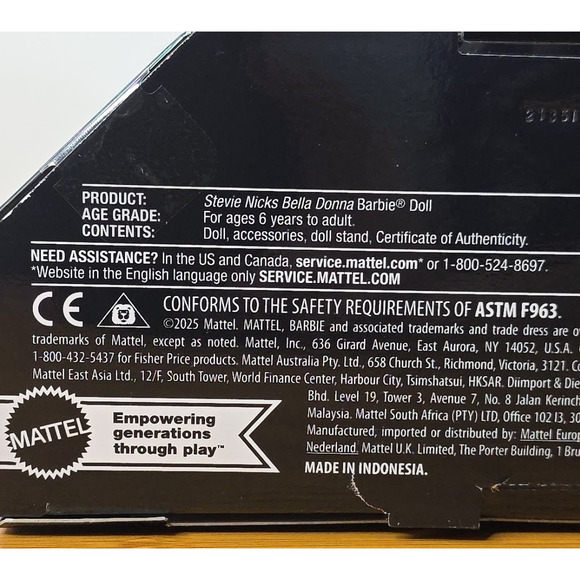 PRODUCT: Stevie Nicks Bella Donna Barbie® Doll
AGE GRADE: For ages 6 years to adult.
CONTENTS: Doll, accessories, doll stand, Certificate of Authenticity.
NEED ASSISTANCE? In the US and Canada, service.mattel.com* or 1-800-524-8697.
*Website in the English language only SERVICE.MATTEL.COM
CE CONFORMS TO THE SAFETY REQUIREMENTS OF ASTM F963.
©2025 Mattel. MATTEL, BARBIE and associated trademarks and trade dress are
trademarks of Mattel, except as noted. Mattel, Inc., 636 Girard Avenue, East Aurora, NY 14052, U.S.A.
1-800-432-5437 for Fisher Price products. Mattel Australia Pty. Ltd., 658 Church St., Richmond, Victoria, 3121.
Mattel East Asia Ltd., 12/F, South Tower, World Finance Center, Harbour City, Tsimshatsui, HKSAR. Diimport & Die
Bhd. Level 19, Tower 3, Avenue 7, No. 8 Jalan Kerinch
Malaysia. Mattel South Africa (PTY) LTD, Office 102 I3, 30
Manufactured, imported or distributed by: Mattel Europ
Nederland. Mattel U.K. Limited, The Porter Building, 1 Bru
MADE IN INDONESIA.
MATTEL
Empowering
generations
through play™